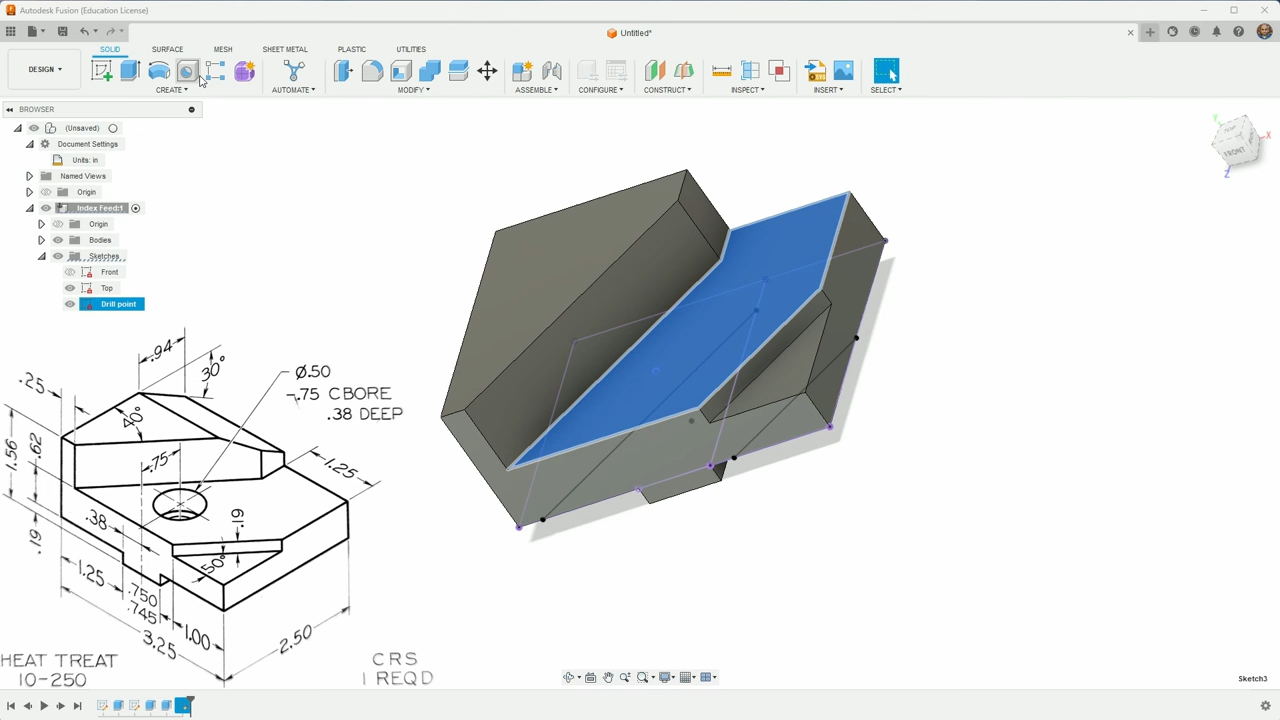 Autodesk Fusion (Education License)
Untitled*
DESIGN
SOLID
SURFACE
MESH
SHEET METAL
PLASTIC
UTILITIES
CREATE
AUTOMATE
MODIFY
ASSEMBLE
CONFIGURE
CONSTRUCT
INSPECT
INSERT
SELECT
BROWSER
(Unsaved)
Document Settings
Units: in
Named Views
Origin
Index Feed:1
Origin
Bodies
Sketches
Front
Top
Drill point
FRONT
X
Y
Z
.94
30°
Ø.50
.75 CBORE
.38 DEEP
.25
40°
1.56
.62
.75
1.25
.38
.19
.19
50°
1.25
.750
.745
1.00
3.25
2.50
HEAT TREAT
10-250
CRS
1 REQD
Sketch3